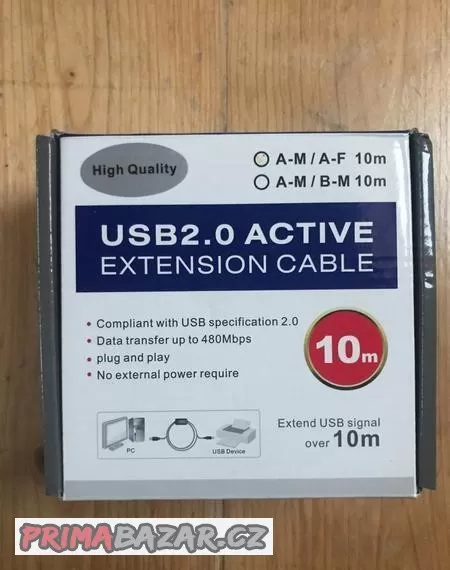 High Quality
A-M / A-F 10m
A-M / B-M 10m
USB2.0 ACTIVE
EXTENSION CABLE
• Compliant with USB specification 2.0
• Data transfer up to 480Mbps
• plug and play
• No external power require
10m
PC
USB Device
Extend USB signal
over 10m
PRIMABAZAR.CZ